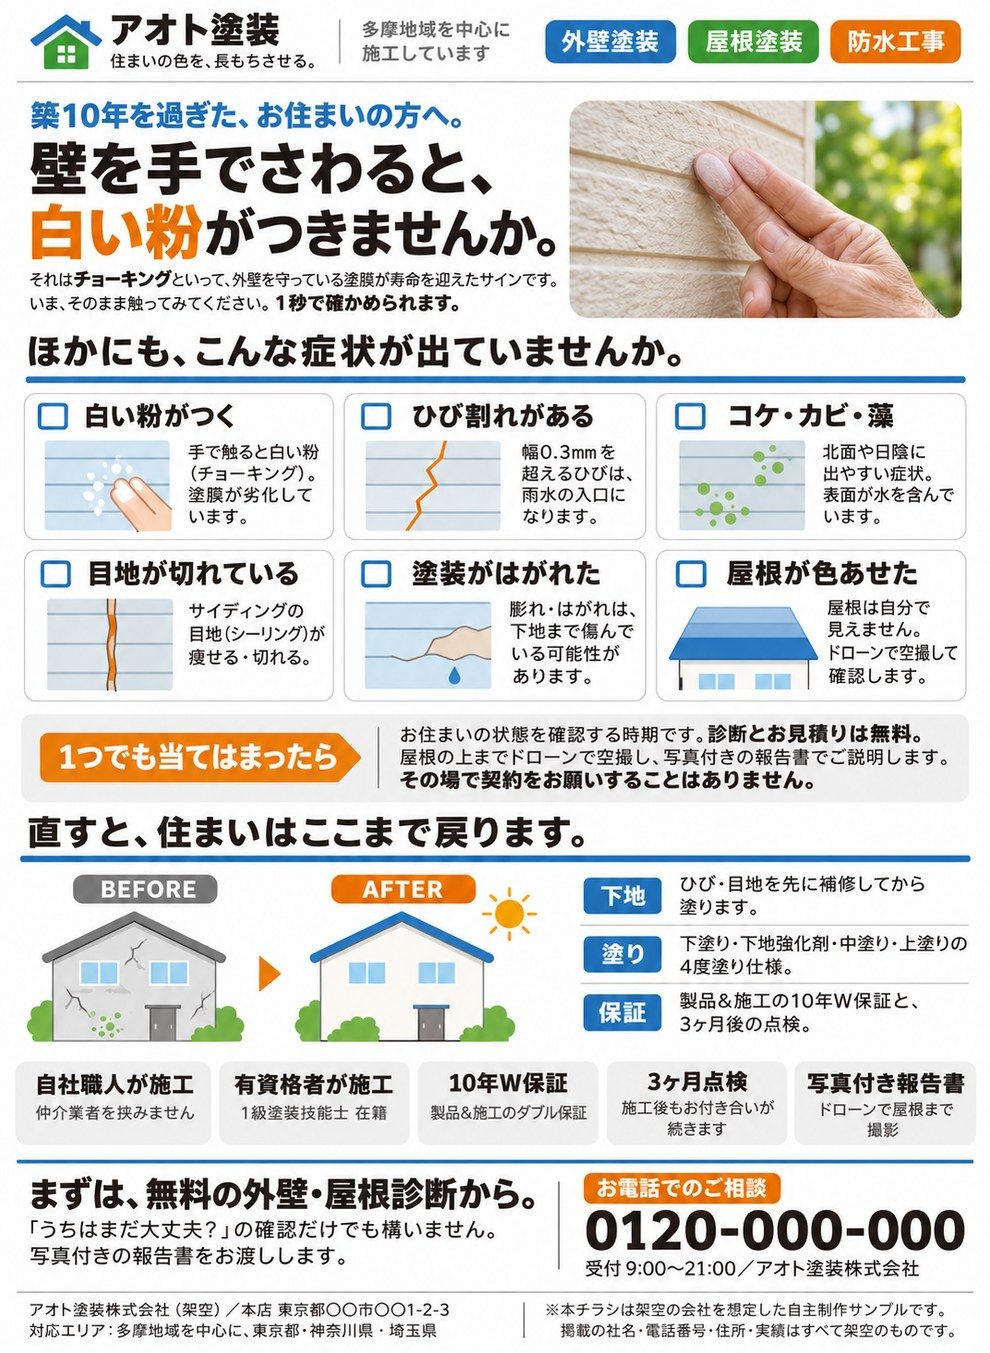 アオト塗装
住まいの色を、長もちさせる。
多摩地域を中心に
施工しています
外壁塗装
屋根塗装
防水工事
築10年を過ぎた、お住まいの方へ。
壁を手でさわると、
白い粉がつきませんか。
それはチョーキングといって、外壁を守っている塗膜が寿命を迎えたサインです。
いま、そのまま触ってみてください。1秒で確かめられます。
ほかにも、こんな症状が出ていませんか。
白い粉がつく
手で触ると白い粉
（チョーキング）。
塗膜が劣化して
います。
ひび割れがある
幅0.3mmを
超えるひびは、
雨水の入口に
なります。
コケ・カビ・藻
北面や日陰に
出やすい症状。
表面が水を含んで
います。
目地が切れている
サイディングの
目地（シーリング）が
痩せる・切れる。
塗装がはがれた
膨れ・はがれは、
下地まで傷んで
いる可能性が
あります。
屋根が色あせた
屋根は自分で
見えません。
ドローンで空撮して
確認します。
1つでも当てはまったら
お住まいの状態を確認する時期です。診断とお見積りは無料。
屋根の上までドローンで空撮し、写真付きの報告書でご説明します。
その場で契約をお願いすることはありません。
直すと、住まいはここまで戻ります。
BEFORE
AFTER
下地
ひび・目地を先に補修してから
塗ります。
塗り
下塗り・下地強化剤・中塗り・上塗りの
4度塗り仕様。
保証
製品&施工の10年W保証と、
3ヶ月後の点検。
自社職人が施工
仲介業者を挟みません
有資格者が施工
1級塗装技能士 在籍
10年W保証
製品&施工のダブル保証
3ヶ月点検
施工後もお付き合いが
続きます
写真付き報告書
ドローンで屋根まで
撮影
まずは、無料の外壁・屋根診断から。
「うちはまだ大丈夫？」の確認だけでも構いません。
写真付きの報告書をお渡しします。
お電話でのご相談
0120-000-000
受付 9:00〜21:00／アオト塗装株式会社
アオト塗装株式会社（架空）／本店 東京都〇〇市〇〇1-2-3
対応エリア：多摩地域を中心に、東京都・神奈川県・埼玉県
※本チラシは架空の会社を想定した自主制作サンプルです。
掲載の社名・電話番号・住所・実績はすべて架空のものです。